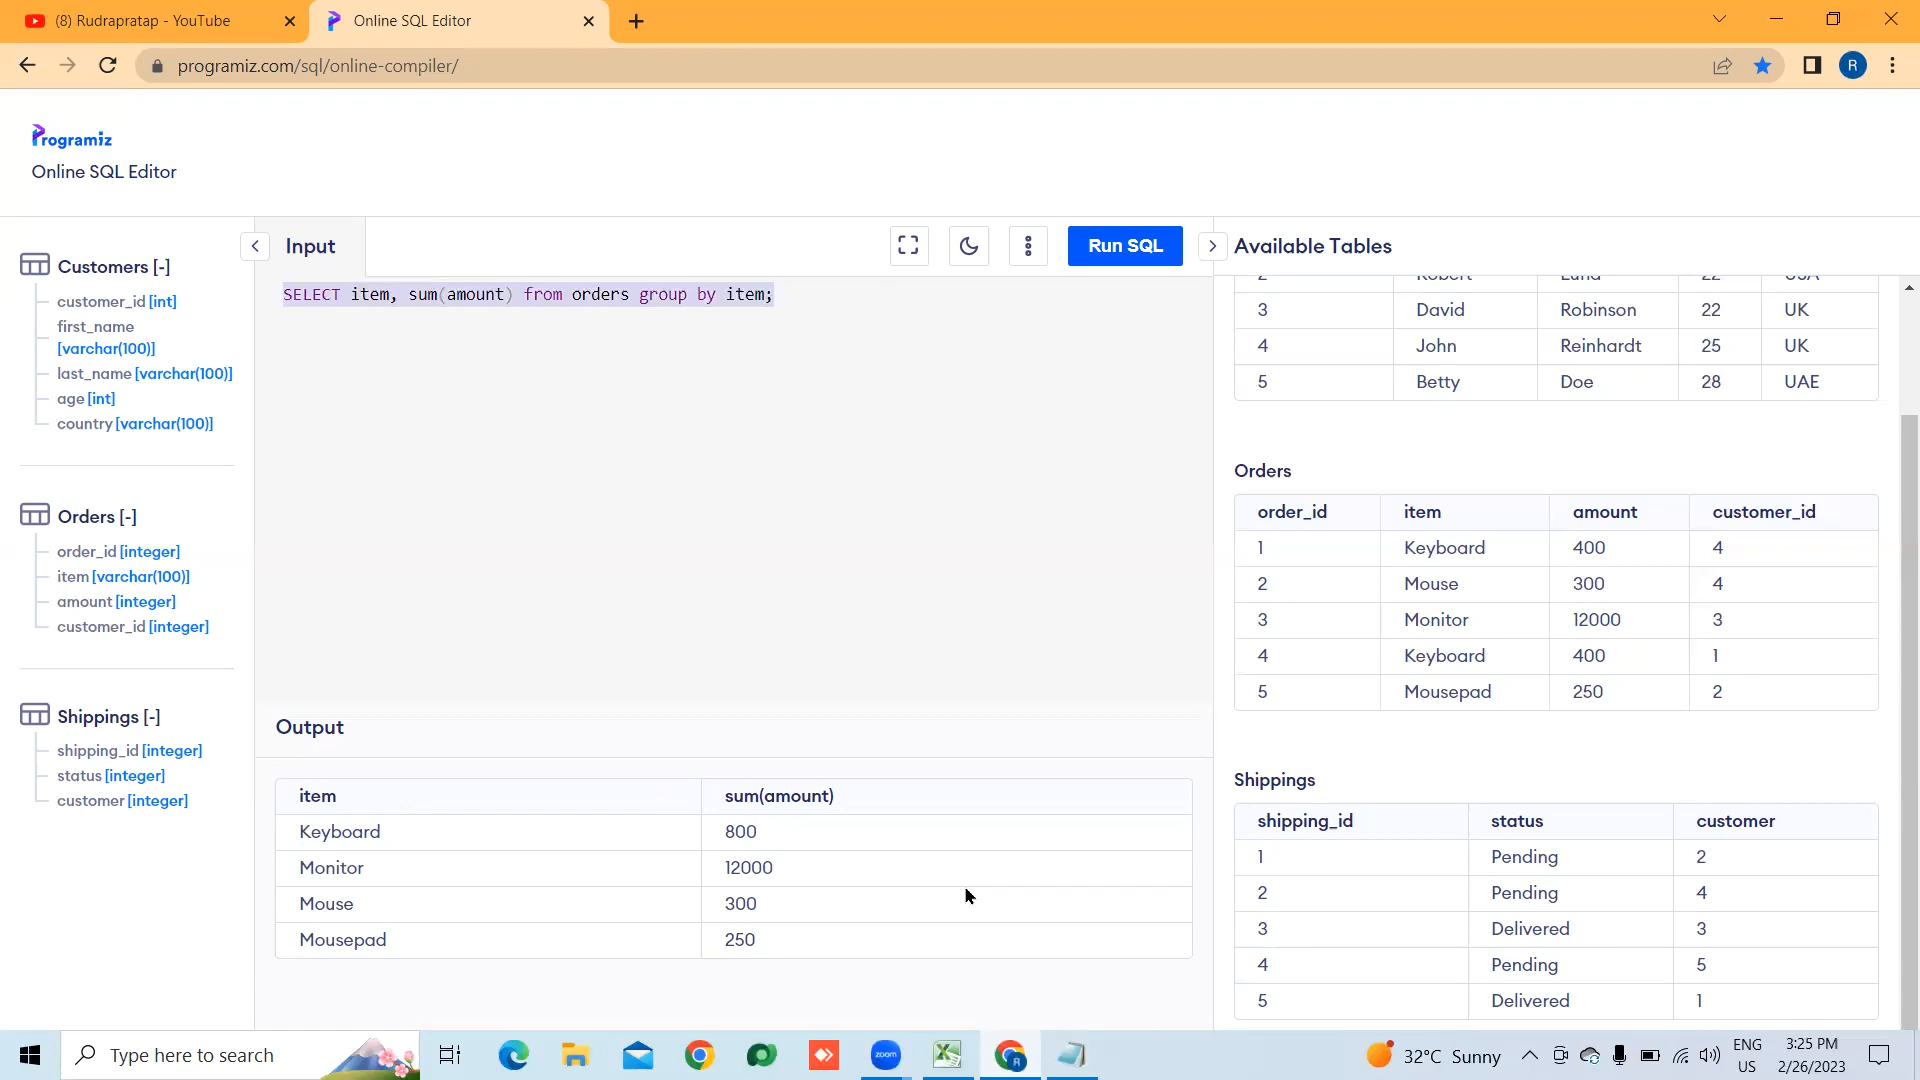 (8) Rudrapratap - YouTube
Online SQL Editor
programiz.com/sql/online-compiler/
R
Programiz
Online SQL Editor
Customers [-]
customer_id [int]
first_name
[varchar(100)]
last_name [varchar(100)]
age [int]
country [varchar(100)]
Orders [-]
order_id [integer]
item [varchar(100)]
amount [integer]
customer_id [integer]
Shippings [-]
shipping_id [integer]
status [integer]
customer [integer]
Input
Run SQL
SELECT item, sum(amount) from orders group by item;
Output
item sum(amount)
Keyboard 800
Monitor 12000
Mouse 300
Mousepad 250
Available Tables
2 Robert Luna 22 USA
3 David Robinson 22 UK
4 John Reinhardt 25 UK
5 Betty Doe 28 UAE
Orders
order_id item amount customer_id
1 Keyboard 400 4
2 Mouse 300 4
3 Monitor 12000 3
4 Keyboard 400 1
5 Mousepad 250 2
Shippings
shipping_id status customer
1 Pending 2
2 Pending 4
3 Delivered 3
4 Pending 5
5 Delivered 1
Type here to search
zoom
R
32°C Sunny
ENG
US
3:25 PM
2/26/2023